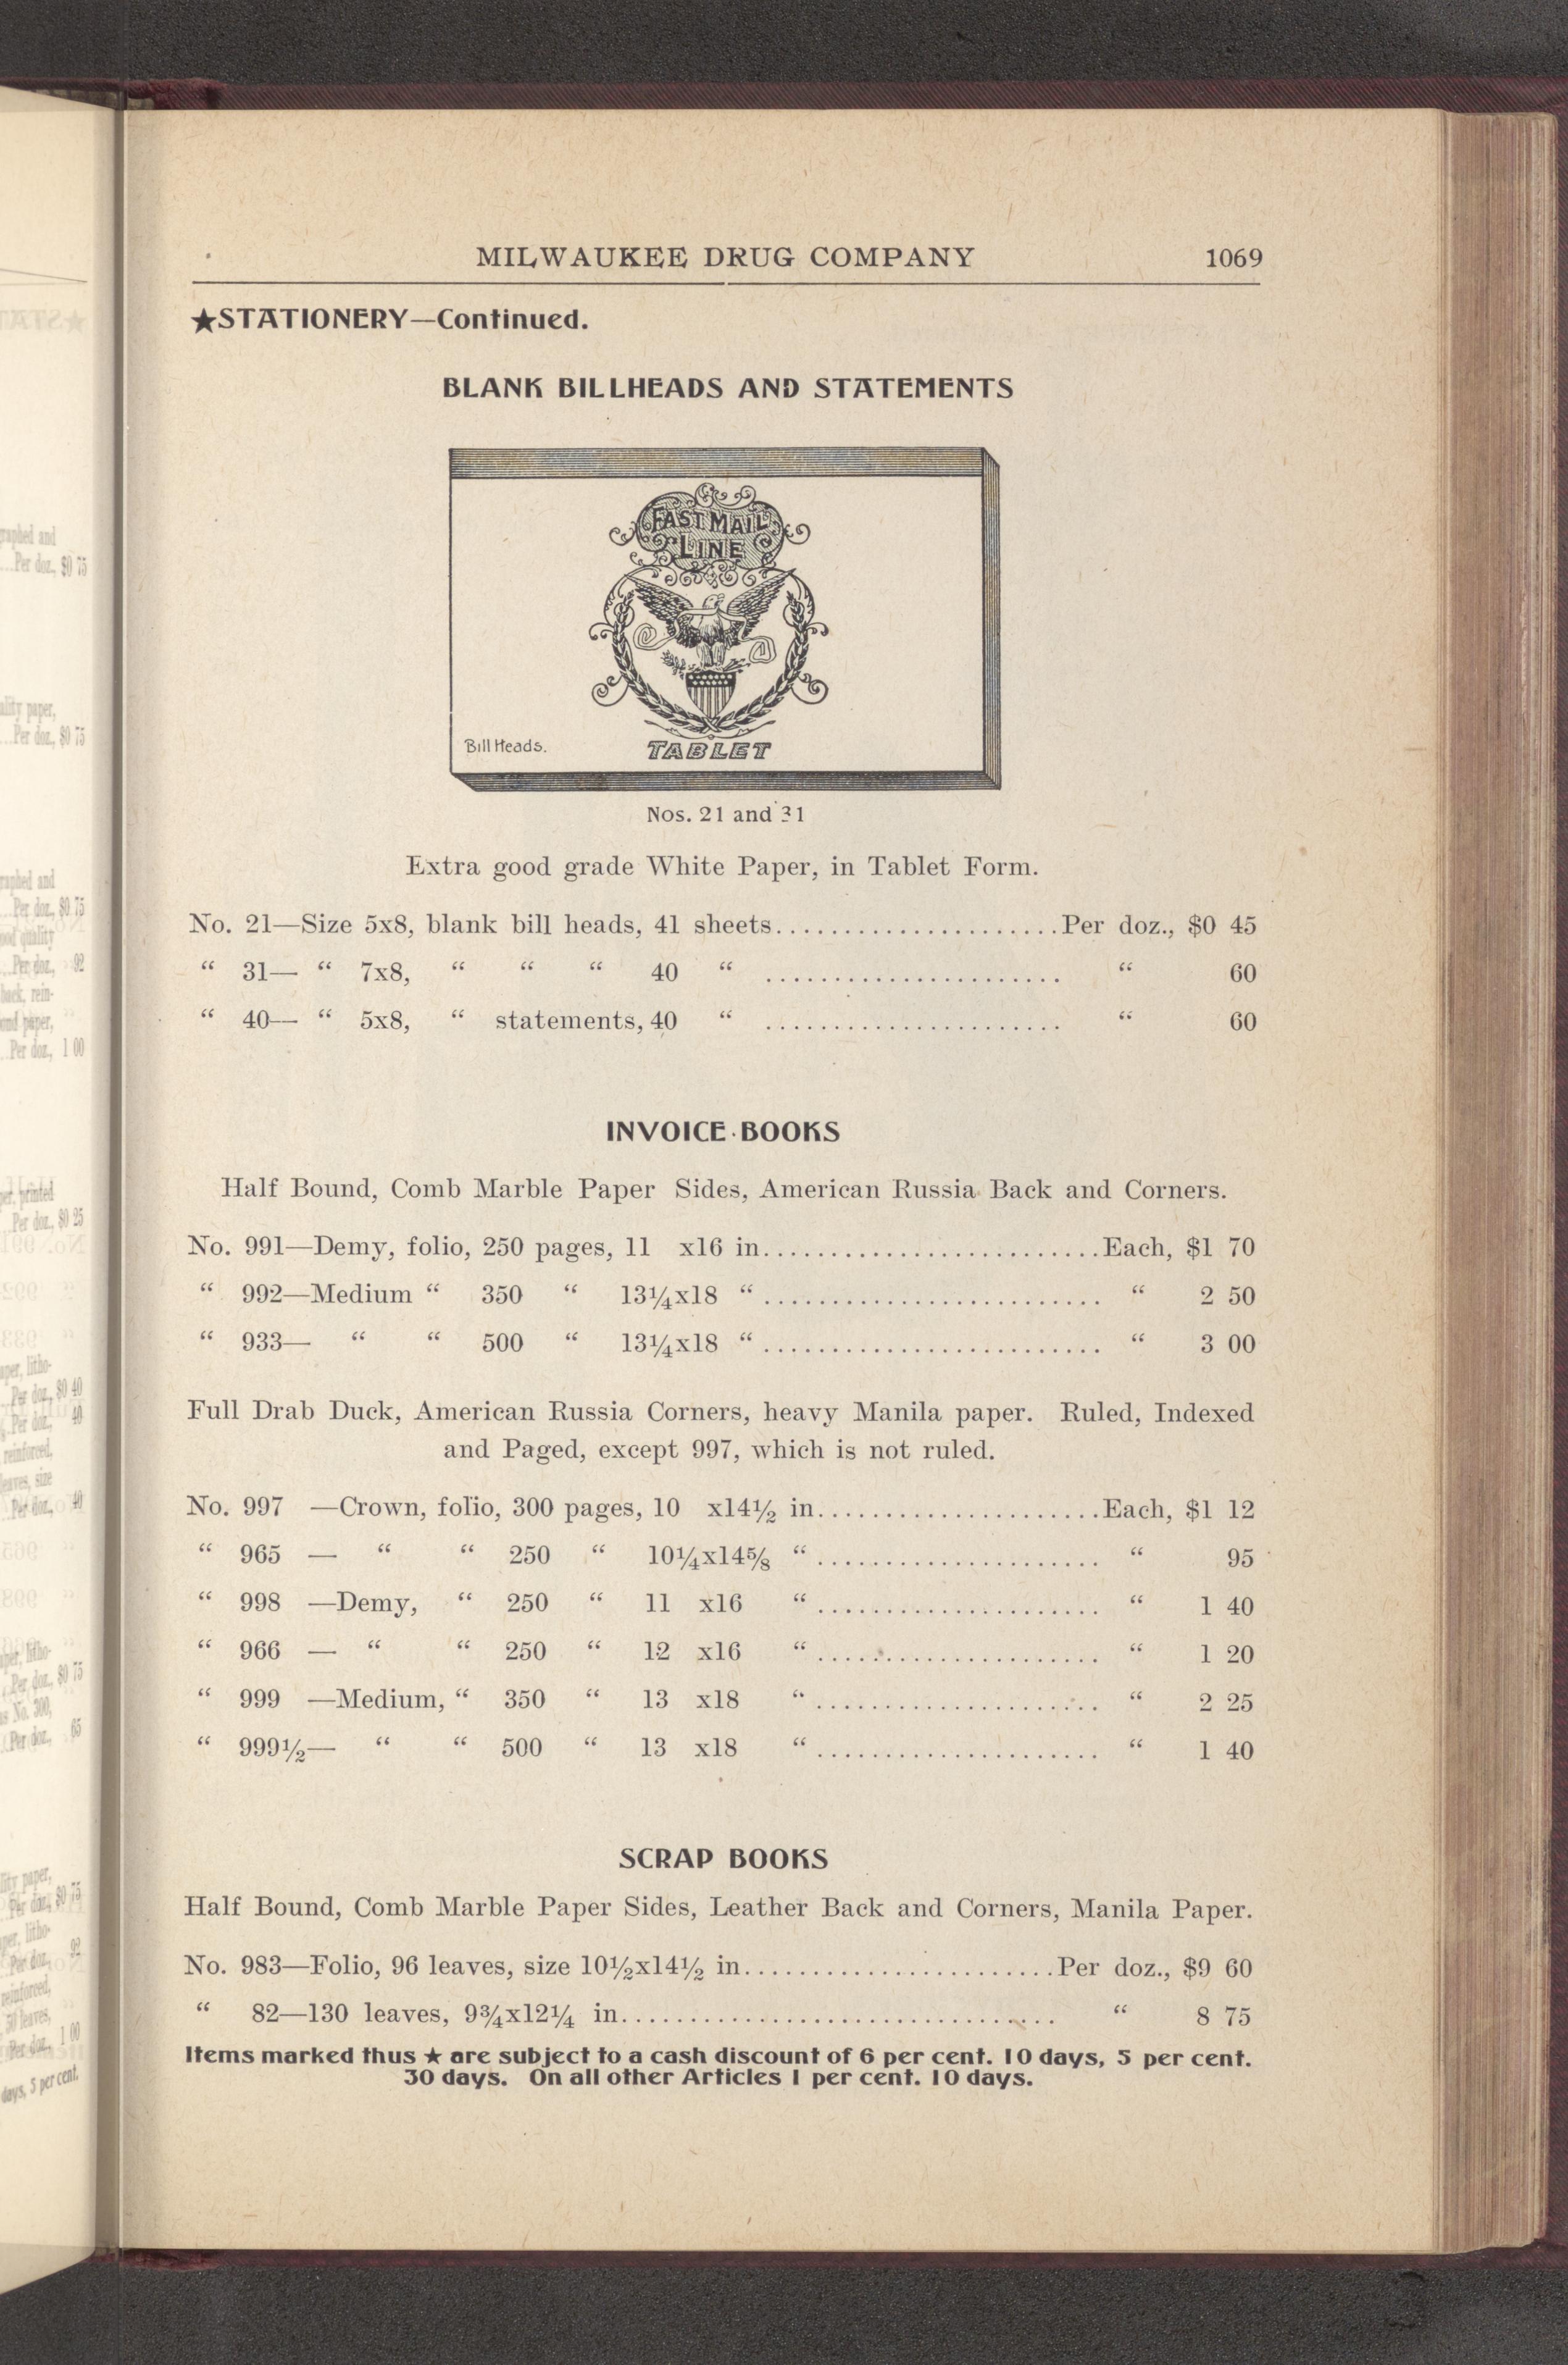 MILWAUKEE DRUG COMPANY 1069
★STATIONERY—Continued.
BLANK BILLHEADS AND STATEMENTS
FAST MAIL
LINE
Bill Heads.
TABLET
Nos. 21 and 31
Extra good grade White Paper, in Tablet Form.
No. 21—Size 5x8, blank bill heads, 41 sheets.....................Per doz., $0 45
“ 31— “ 7x8, “ “ “ 40 “ ...................... “ 60
“ 40— “ 5x8, “ statements, 40 “ ...................... “ 60
INVOICE BOOKS
Half Bound, Comb Marble Paper Sides, American Russia Back and Corners.
No. 991—Demy, folio, 250 pages, 11 x16 in.........................Each, $1 70
“ 992—Medium “ 350 “ 13¼x18 “ ......................... “ 2 50
“ 933— “ “ 500 “ 13¼x18 “ ......................... “ 3 00
Full Drab Duck, American Russia Corners, heavy Manila paper. Ruled, Indexed
and Paged, except 997, which is not ruled.
No. 997 —Crown, folio, 300 pages, 10 x14½ in.....................Each, $1 12
“ 965 — “ “ 250 “ 10¼x14⅝ “ ..................... “ 95
“ 998 —Demy, “ 250 “ 11 x16 “ ..................... “ 1 40
“ 966 — “ “ 250 “ 12 x16 “ ..................... “ 1 20
“ 999 —Medium, “ 350 “ 13 x18 “ ..................... “ 2 25
“ 999½— “ “ 500 “ 13 x18 “ ..................... “ 1 40
SCRAP BOOKS
Half Bound, Comb Marble Paper Sides, Leather Back and Corners, Manila Paper.
No. 983—Folio, 96 leaves, size 10½x14½ in.......................Per doz., $9 60
“ 82—130 leaves, 9¾x12¼ in................................ “ 8 75
Items marked thus ★ are subject to a cash discount of 6 per cent. 10 days, 5 per cent.
30 days. On all other Articles 1 per cent. 10 days.